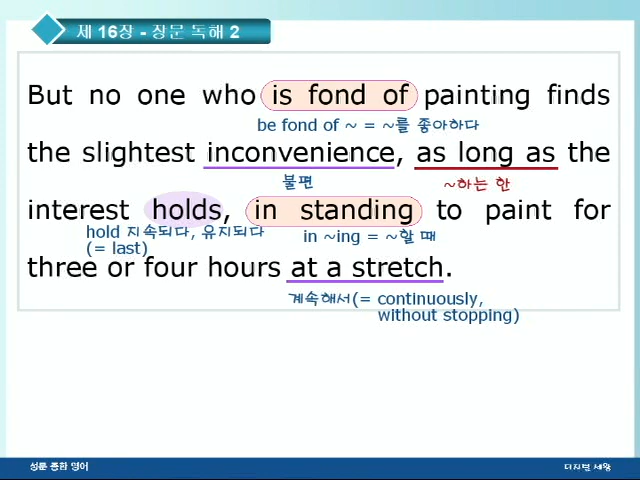 제 16장 - 장문 독해 2
But no one who is fond of painting finds
be fond of ~ = ~를 좋아하다
the slightest inconvenience, as long as the
불편
~하는 한
interest holds, in standing to paint for
hold 지속되다, 유지되다
(= last)
in ~ing = ~할 때
three or four hours at a stretch.
계속해서(= continuously,
without stopping)
성문 종합 영어
디지털 세왕